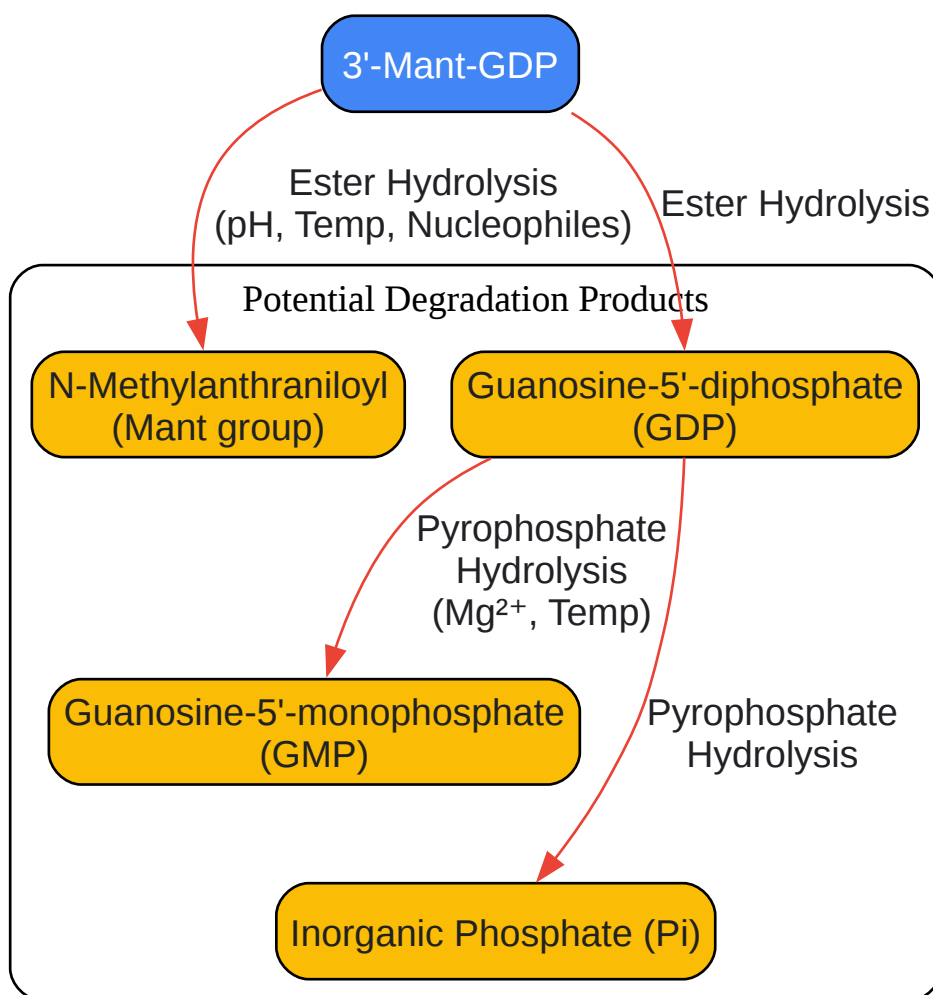 3'-Mant-GDP
Ester Hydrolysis
(pH, Temp, Nucleophiles)
Ester Hydrolysis
Potential Degradation Products
N-Methylanthraniloyl
(Mant group)
Guanosine-5'-diphosphate
(GDP)
Pyrophosphate
Hydrolysis
(Mg²⁺, Temp)
Guanosine-5'-monophosphate
(GMP)
Pyrophosphate
Hydrolysis
Inorganic Phosphate (Pi)